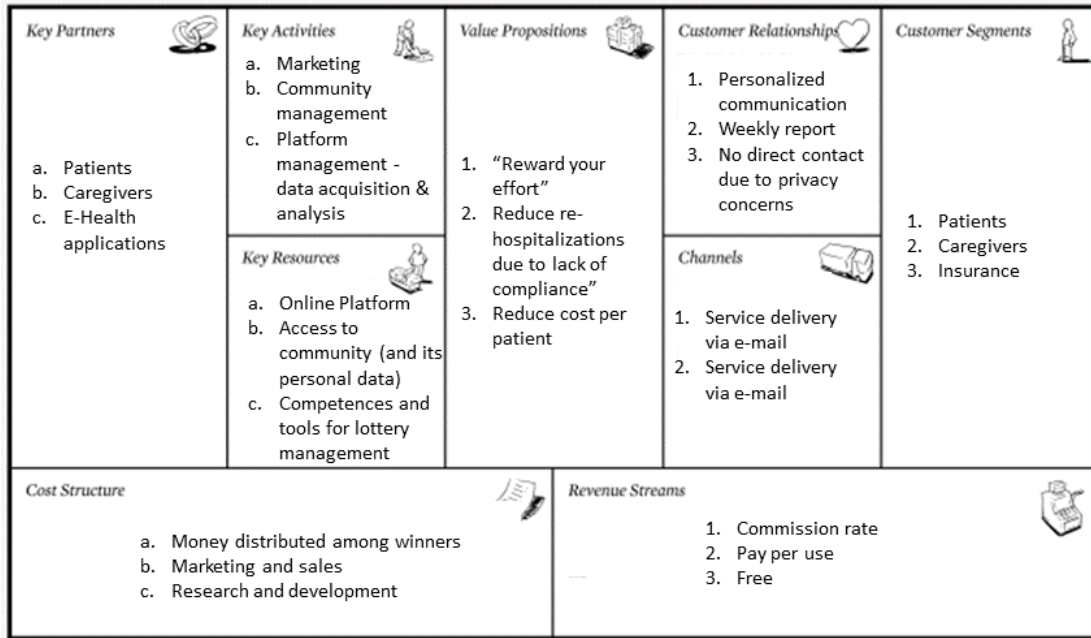 Key Partners
a. Patients
b. Caregivers
c. E-Health
applications
Key Activities
a. Marketing
b. Community
management
c. Platform
management -
data acquisition &
analysis
Key Resources
a. Online Platform
b. Access to
community (and its
personal data)
c. Competences and
tools for lottery
management
Value Propositions
1. “Reward your
effort”
2. Reduce re-
hospitalizations
due to lack of
compliance”
3. Reduce cost per
patient
Customer Relationships
1. Personalized
communication
2. Weekly report
3. No direct contact
due to privacy
concerns
Channels
1. Service delivery
via e-mail
2. Service delivery
via e-mail
Customer Segments
1. Patients
2. Caregivers
3. Insurance
Cost Structure
a. Money distributed among winners
b. Marketing and sales
c. Research and development
Revenue Streams
1. Commission rate
2. Pay per use
3. Free